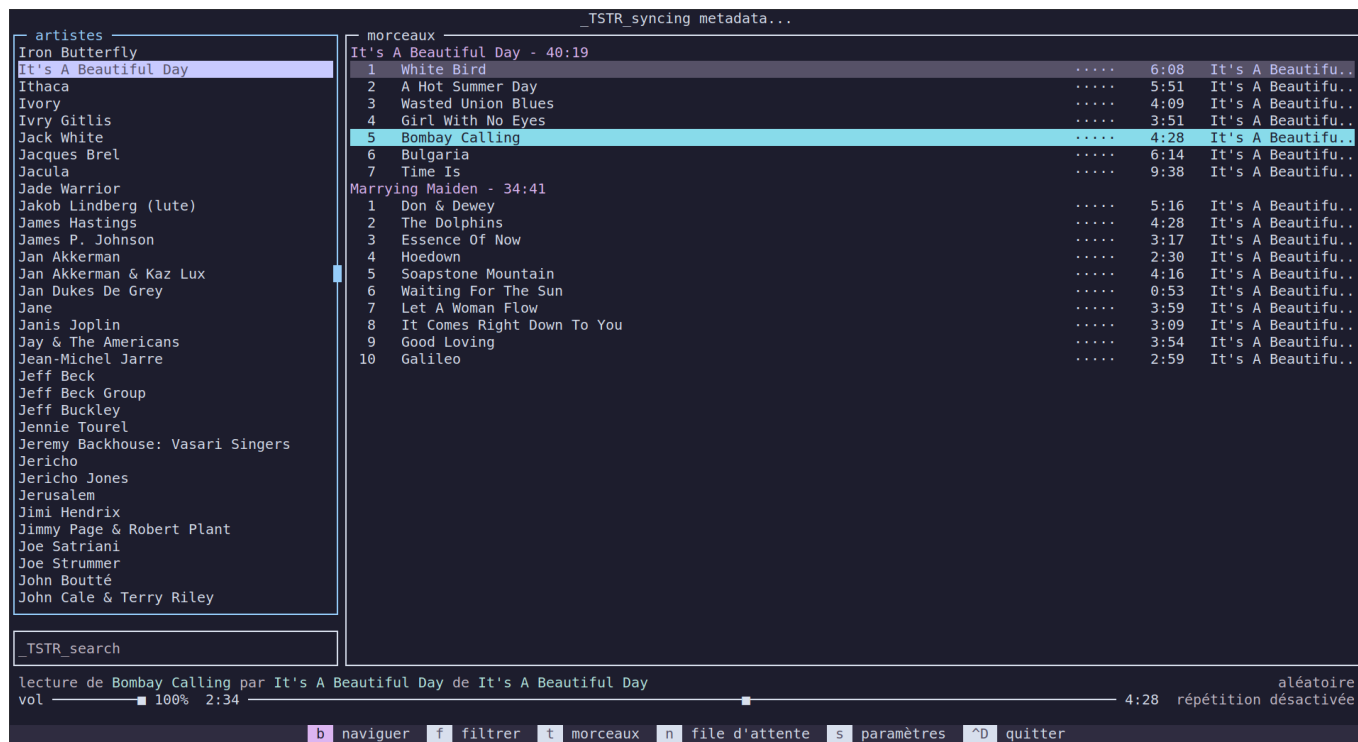 _TSTR_syncing metadata...
artistes
Iron Butterfly
It's A Beautiful Day
Ithaca
Ivory
Ivry Gitlis
Jack White
Jacques Brel
Jacula
Jade Warrior
Jakob Lindberg (lute)
James Hastings
James P. Johnson
Jan Akkerman
Jan Akkerman & Kaz Lux
Jan Dukes De Grey
Jane
Janis Joplin
Jay & The Americans
Jean-Michel Jarre
Jeff Beck
Jeff Beck Group
Jeff Buckley
Jennie Tourel
Jeremy Backhouse: Vasari Singers
Jericho
Jericho Jones
Jerusalem
Jimi Hendrix
Jimmy Page & Robert Plant
Joe Satriani
Joe Strummer
John Boutté
John Cale & Terry Riley
_TSTR_search
morceaux
It's A Beautiful Day - 40:19
1 White Bird ····· 6:08 It's A Beautifu..
2 A Hot Summer Day ····· 5:51 It's A Beautifu..
3 Wasted Union Blues ····· 4:09 It's A Beautifu..
4 Girl With No Eyes ····· 3:51 It's A Beautifu..
5 Bombay Calling ····· 4:28 It's A Beautifu..
6 Bulgaria ····· 6:14 It's A Beautifu..
7 Time Is ····· 9:38 It's A Beautifu..
Marrying Maiden - 34:41
1 Don & Dewey ····· 5:16 It's A Beautifu..
2 The Dolphins ····· 4:28 It's A Beautifu..
3 Essence Of Now ····· 3:17 It's A Beautifu..
4 Hoedown ····· 2:30 It's A Beautifu..
5 Soapstone Mountain ····· 4:16 It's A Beautifu..
6 Waiting For The Sun ····· 0:53 It's A Beautifu..
7 Let A Woman Flow ····· 3:59 It's A Beautifu..
8 It Comes Right Down To You ····· 3:09 It's A Beautifu..
9 Good Loving ····· 3:54 It's A Beautifu..
10 Galileo ····· 2:59 It's A Beautifu..
lecture de Bombay Calling par It's A Beautiful Day de It's A Beautiful Day aléatoire
vol 100% 2:34 4:28 répétition désactivée
b naviguer f filtrer t morceaux n file d'attente s paramètres ^D quitter